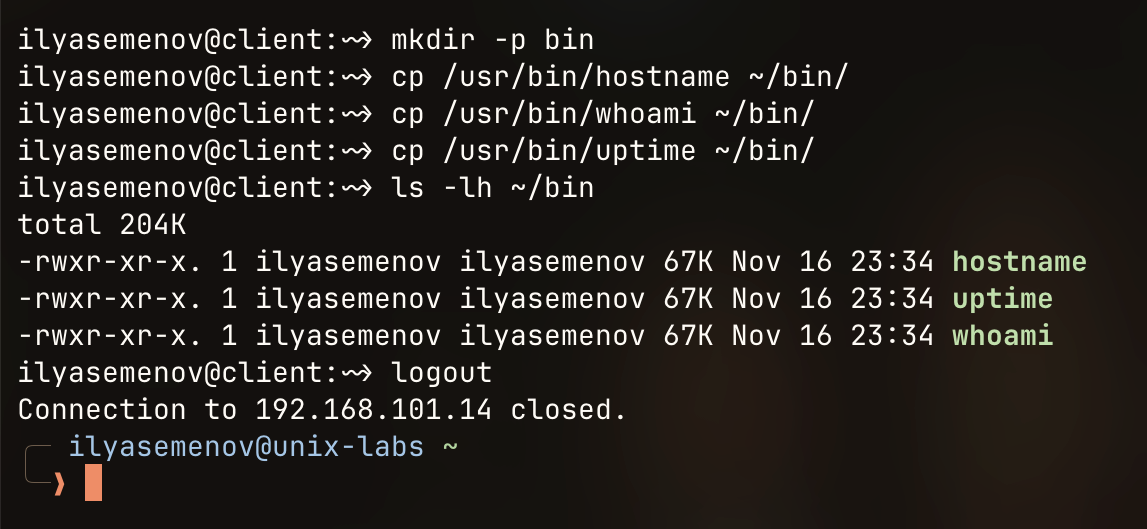 ilyasemenov@client:~> mkdir -p bin
ilyasemenov@client:~> cp /usr/bin/hostname ~/bin/
ilyasemenov@client:~> cp /usr/bin/whoami ~/bin/
ilyasemenov@client:~> cp /usr/bin/uptime ~/bin/
ilyasemenov@client:~> ls -lh ~/bin
total 204K
-rwxr-xr-x. 1 ilyasemenov ilyasemenov 67K Nov 16 23:34 hostname
-rwxr-xr-x. 1 ilyasemenov ilyasemenov 67K Nov 16 23:34 uptime
-rwxr-xr-x. 1 ilyasemenov ilyasemenov 67K Nov 16 23:34 whoami
ilyasemenov@client:~> logout
Connection to 192.168.101.14 closed.
ilyasemenov@unix-labs ~
❯